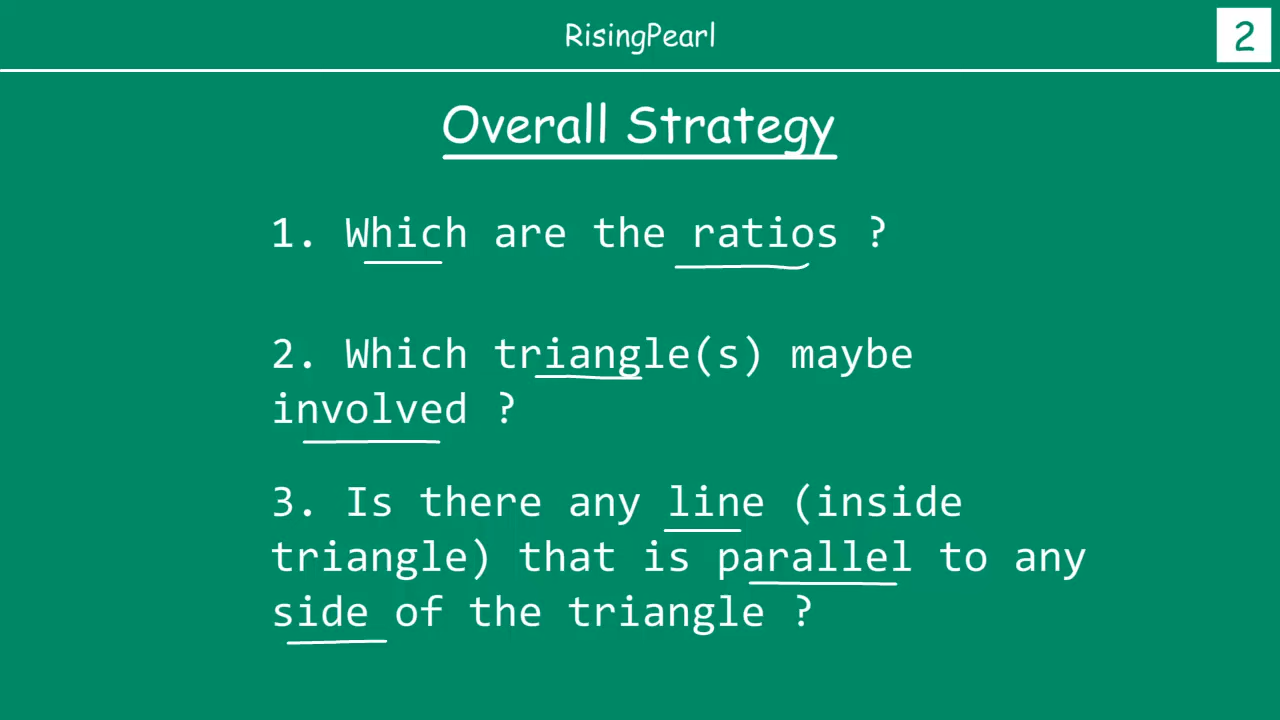 RisingPearl
2
Overall Strategy
1. Which are the ratios ?
2. Which triangle(s) maybe
involved ?
3. Is there any line (inside
triangle) that is parallel to any
side of the triangle ?